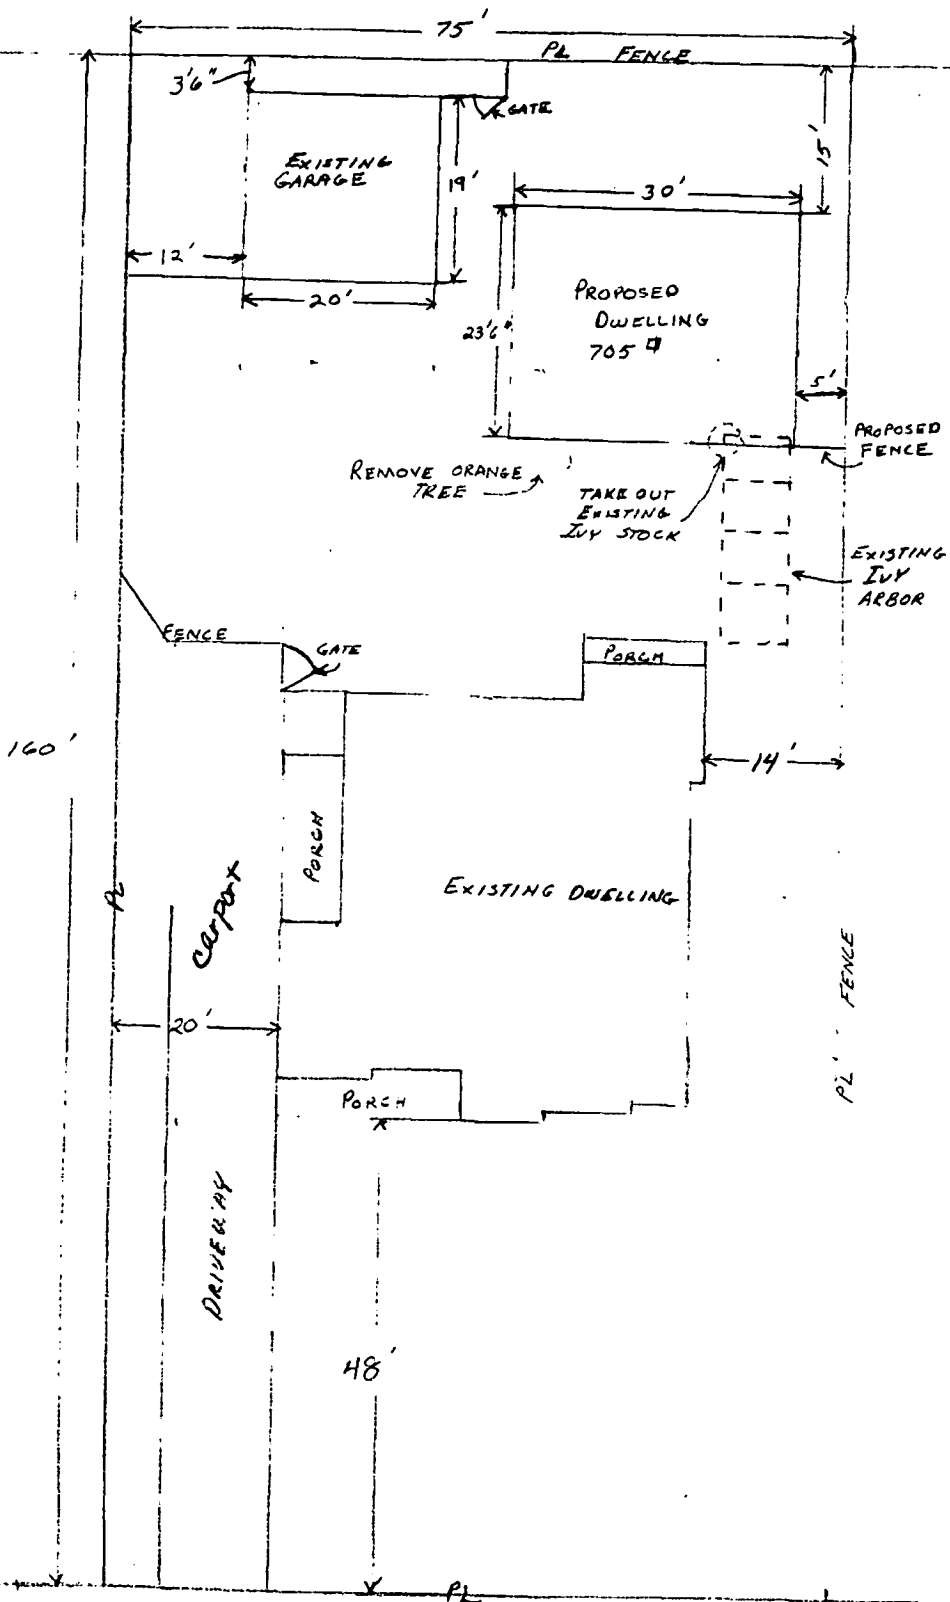 75'
PL FENCE
3'6"
GATE
15'
EXISTING
GARAGE
19'
30'
12'
20'
PROPOSED
DWELLING
705 ⌑
23'6"
5'
PROPOSED
FENCE
REMOVE ORANGE
TREE
TAKE OUT
EXISTING
IVY STOCK
EXISTING
IVY
ARBOR
FENCE
GATE
PORCH
160'
14'
PORCH
EXISTING DWELLING
PL
carport
PL FENCE
20'
PORCH
DRIVEWAY
48'
PL